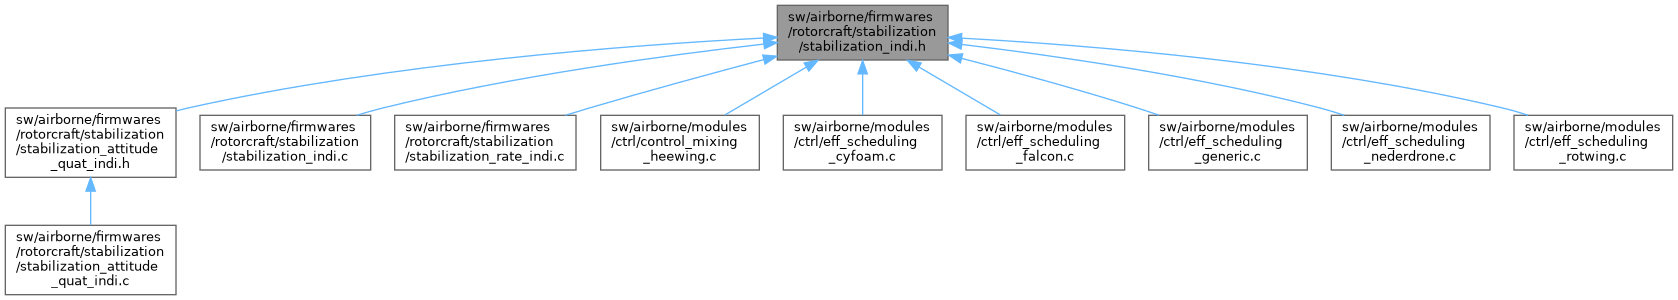 sw/airborne/firmwares
/rotorcraft/stabilization
/stabilization_indi.h
sw/airborne/firmwares
/rotorcraft/stabilization
/stabilization_attitude
_quat_indi.h
sw/airborne/firmwares
/rotorcraft/stabilization
/stabilization_indi.c
sw/airborne/firmwares
/rotorcraft/stabilization
/stabilization_rate_indi.c
sw/airborne/modules
/ctrl/control_mixing
_heewing.c
sw/airborne/modules
/ctrl/eff_scheduling
_cyfoam.c
sw/airborne/modules
/ctrl/eff_scheduling
_falcon.c
sw/airborne/modules
/ctrl/eff_scheduling
_generic.c
sw/airborne/modules
/ctrl/eff_scheduling
_nederdrone.c
sw/airborne/modules
/ctrl/eff_scheduling
_rotwing.c
sw/airborne/firmwares
/rotorcraft/stabilization
/stabilization_attitude
_quat_indi.c